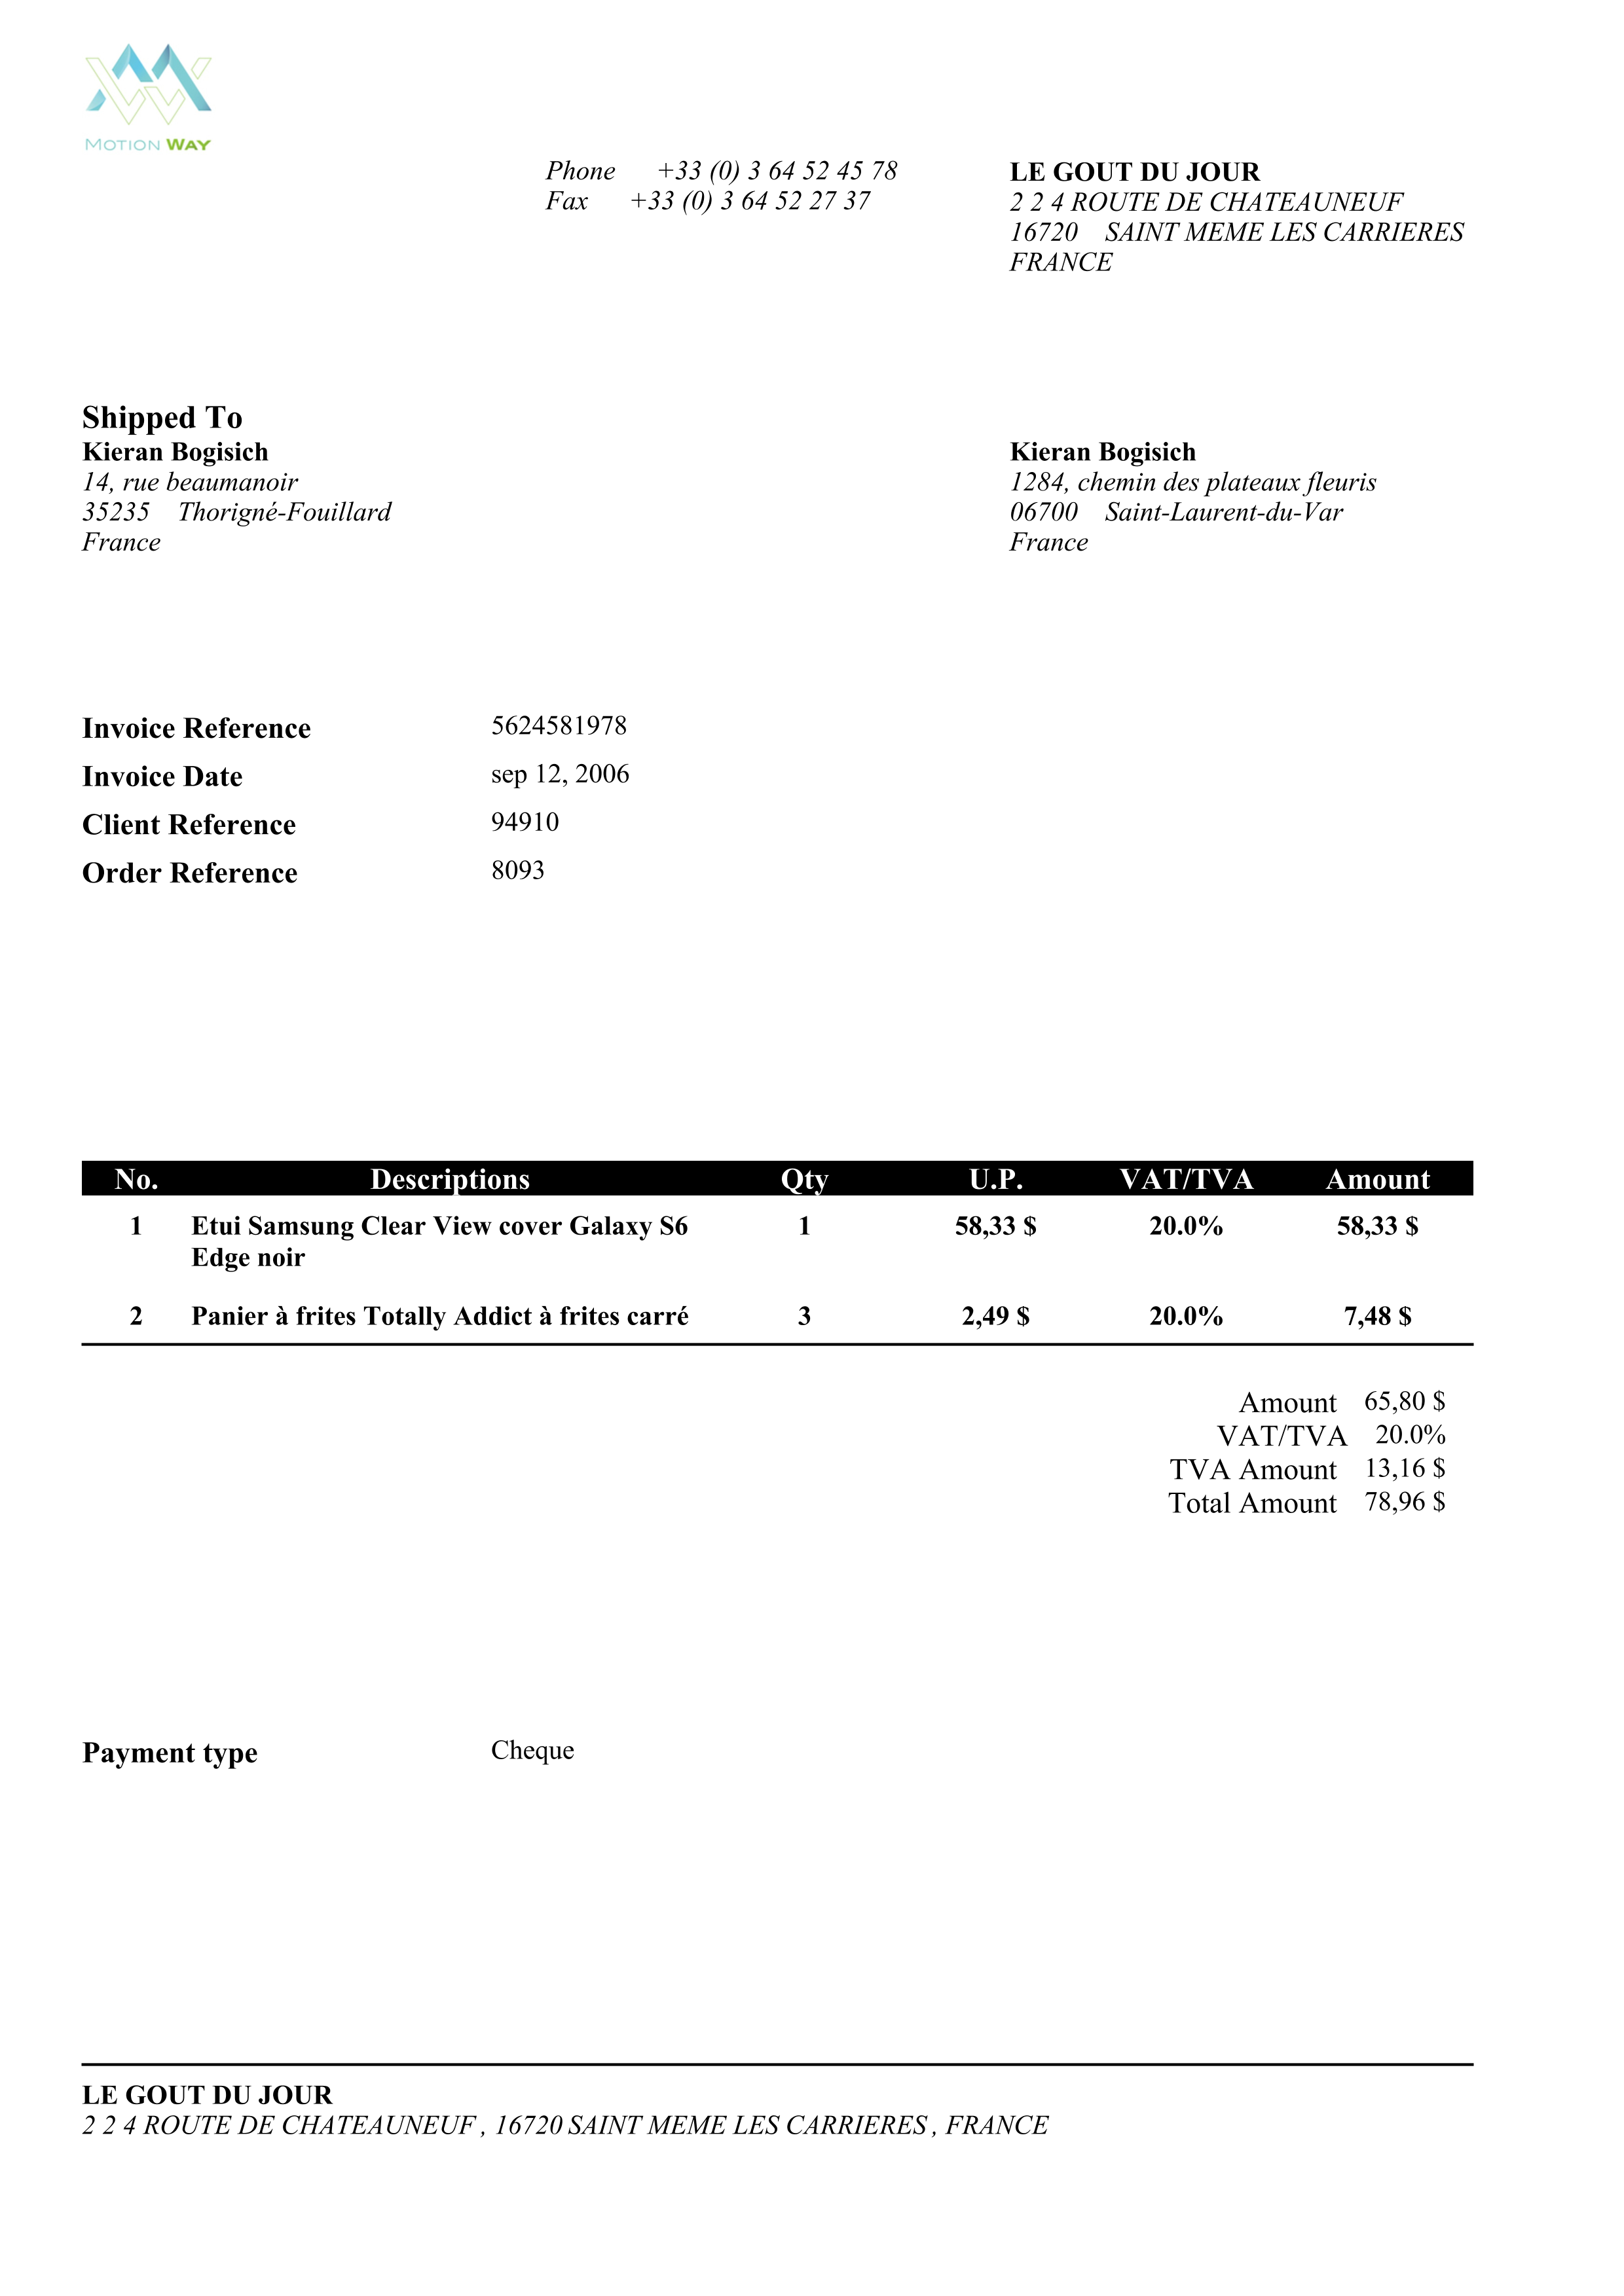 MOTION WAY
Phone +33 (0) 3 64 52 45 78
Fax +33 (0) 3 64 52 27 37
LE GOUT DU JOUR
2 2 4 ROUTE DE CHATEAUNEUF
16720 SAINT MEME LES CARRIERES
FRANCE
Shipped To
Kieran Bogisich
14, rue beaumanoir
35235 Thorigné-Fouillard
France
Kieran Bogisich
1284, chemin des plateaux fleuris
06700 Saint-Laurent-du-Var
France
Invoice Reference 5624581978
Invoice Date sep 12, 2006
Client Reference 94910
Order Reference 8093
No. Descriptions Qty U.P. VAT/TVA Amount
1 Etui Samsung Clear View cover Galaxy S6 1 58,33 $ 20.0% 58,33 $
Edge noir
2 Panier à frites Totally Addict à frites carré 3 2,49 $ 20.0% 7,48 $
Amount 65,80 $
VAT/TVA 20.0%
TVA Amount 13,16 $
Total Amount 78,96 $
Payment type Cheque
LE GOUT DU JOUR
2 2 4 ROUTE DE CHATEAUNEUF , 16720 SAINT MEME LES CARRIERES , FRANCE